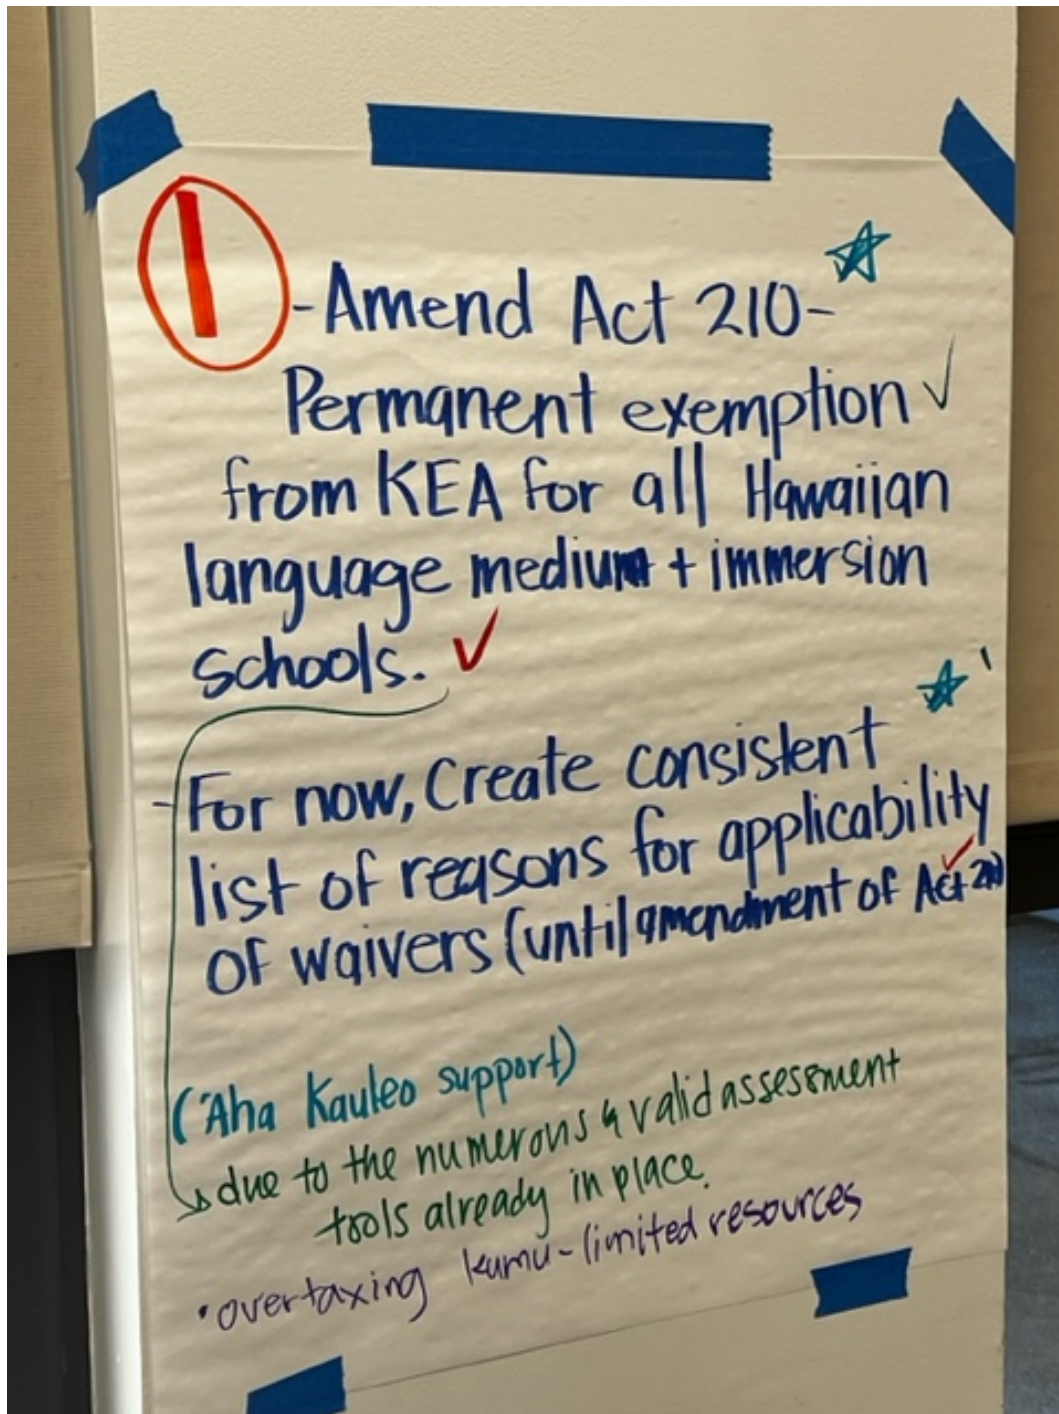 1
-Amend Act 210-
Permanent exemption
from KEA for all Hawaiian
language medium + immersion
schools.
-For now, Create consistent
list of reasons for applicability
of waivers (until amendment of Act 210)
('Aha Kauleo support)
due to the numerous & valid assessment
tools already in place.
•overtaxing kumu-limited resources